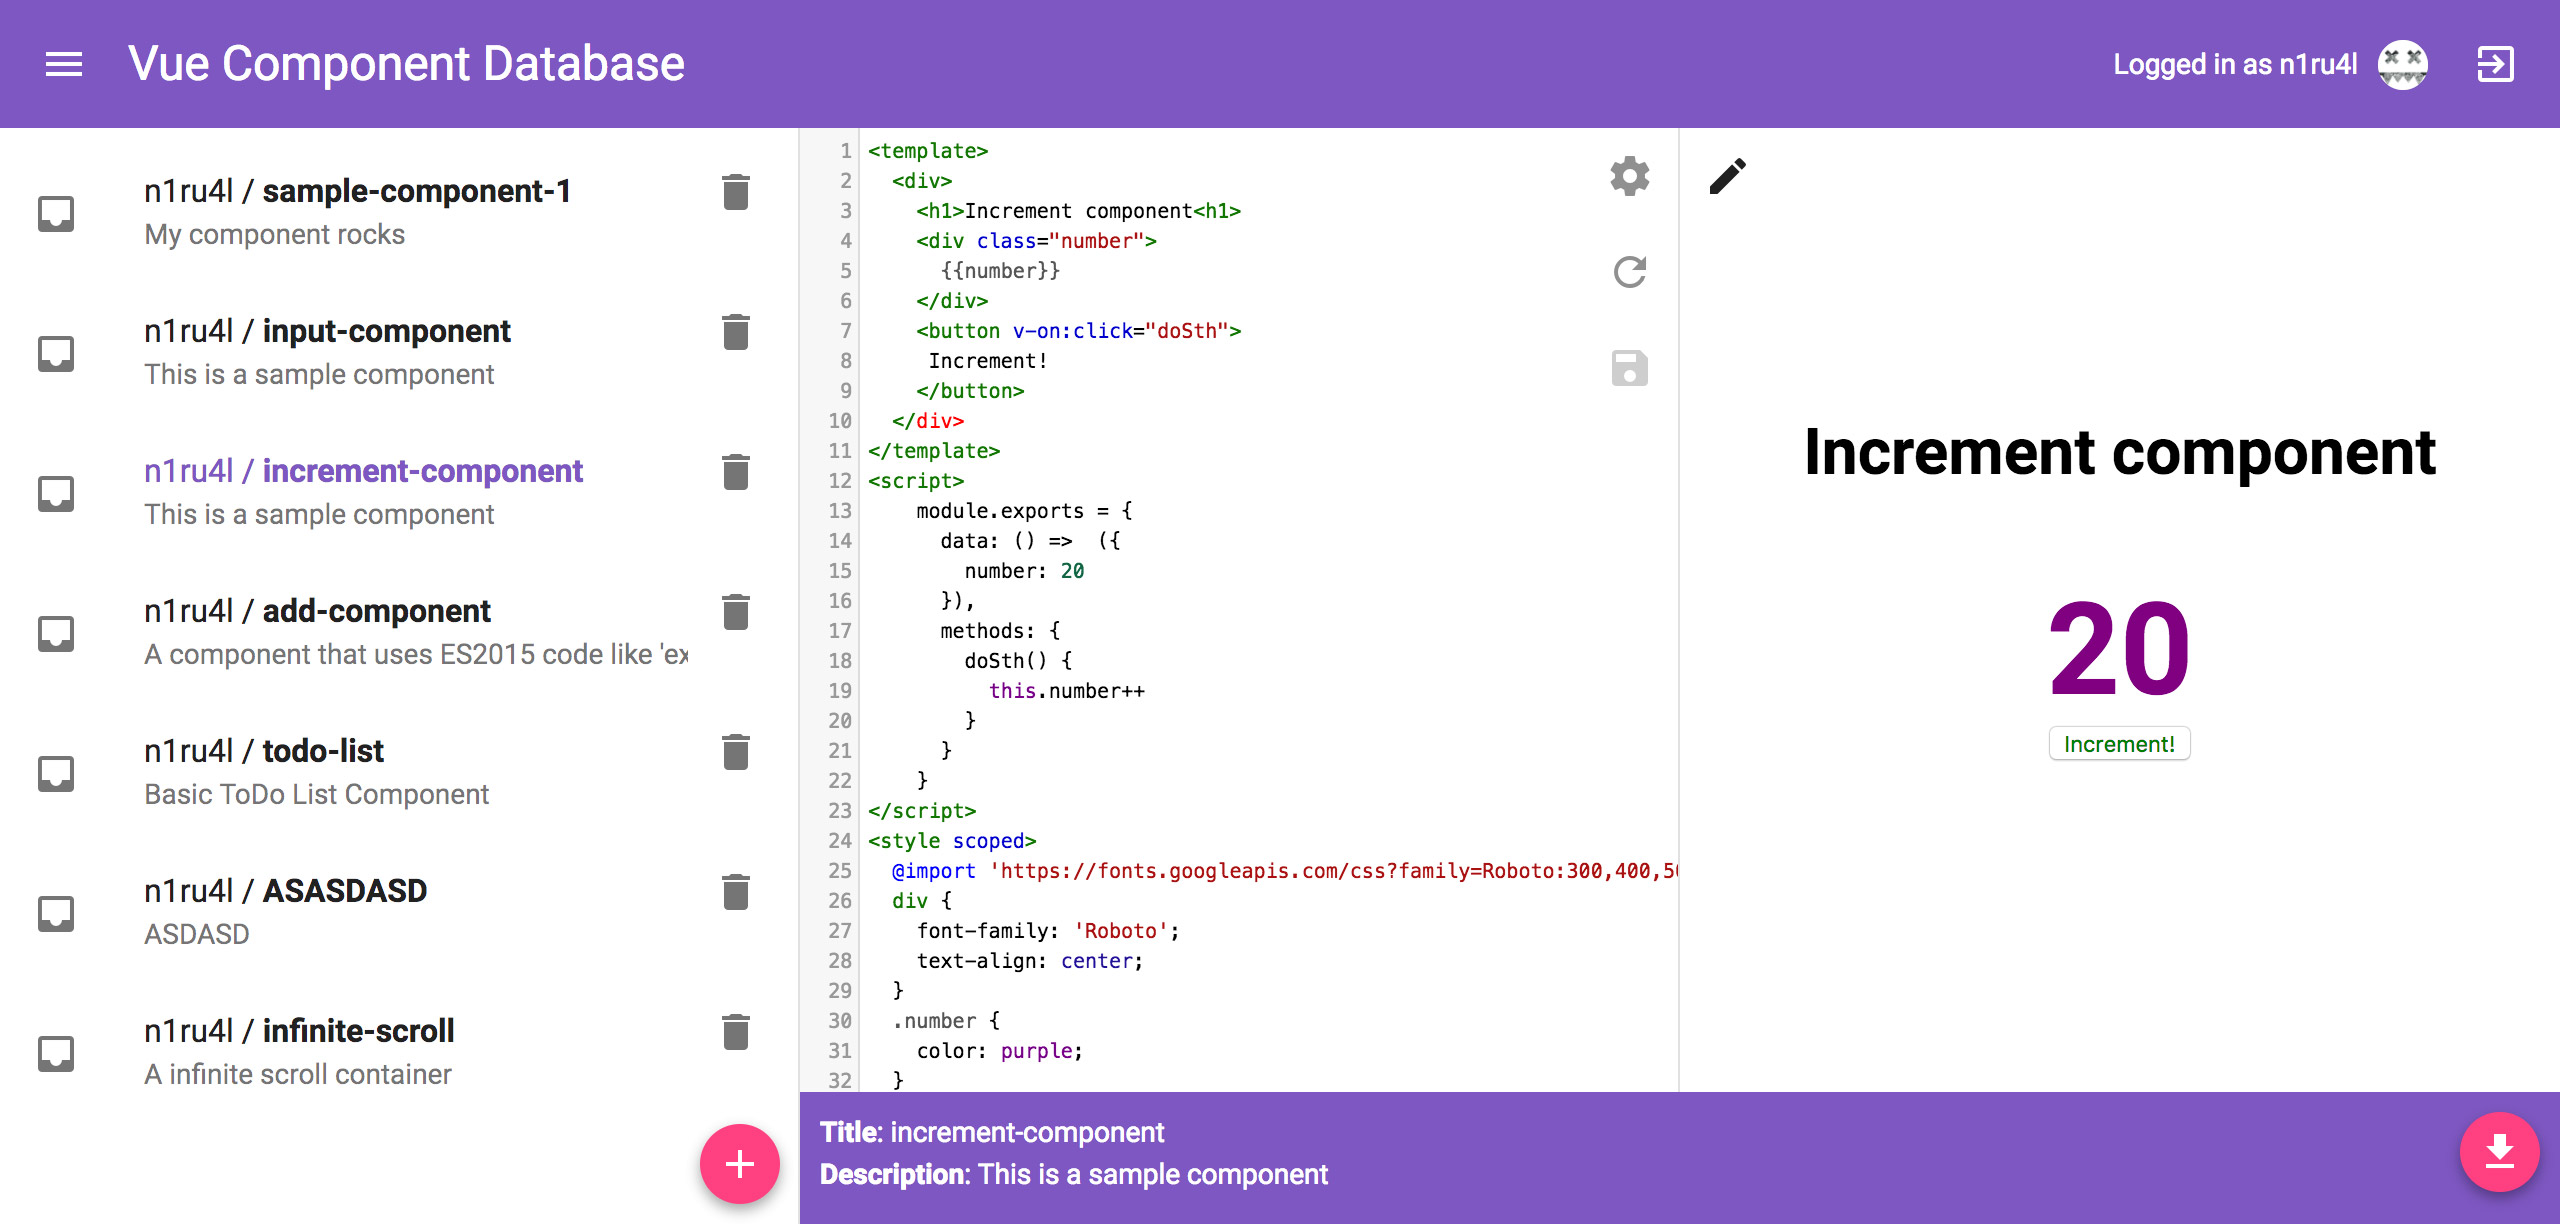 Vue Component Database
Logged in as n1ru4l
n1ru4l / sample-component-1
My component rocks
n1ru4l / input-component
This is a sample component
n1ru4l / increment-component
This is a sample component
n1ru4l / add-component
A component that uses ES2015 code like 'ex
n1ru4l / todo-list
Basic ToDo List Component
n1ru4l / ASASDASD
ASDASD
n1ru4l / infinite-scroll
A infinite scroll container
1 <template>
2 <div>
3 <h1>Increment component<h1>
4 <div class="number">
5 {{number}}
6 </div>
7 <button v-on:click="doSth">
8 Increment!
9 </button>
10 </div>
11 </template>
12 <script>
13 module.exports = {
14 data: () => ({
15 number: 20
16 }),
17 methods: {
18 doSth() {
19 this.number++
20 }
21 }
22 }
23 </script>
24 <style scoped>
25 @import 'https://fonts.googleapis.com/css?family=Roboto:300,400,50
26 div {
27 font-family: 'Roboto';
28 text-align: center;
29 }
30 .number {
31 color: purple;
32 }
Increment component
20
Increment!
Title: increment-component
Description: This is a sample component